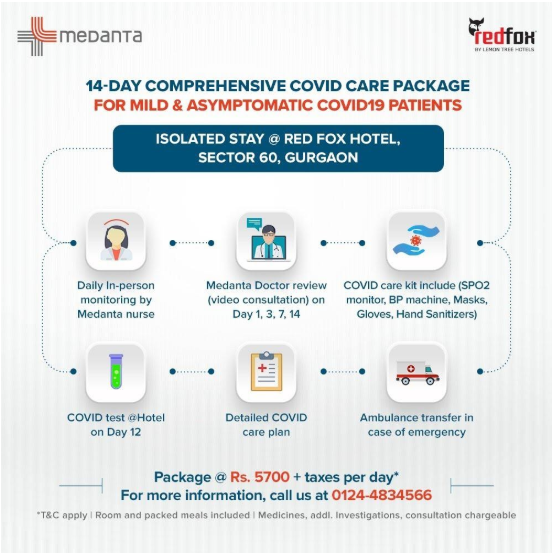 medanta
redfox
BY LEMON TREE HOTELS
14-DAY COMPREHENSIVE COVID CARE PACKAGE
FOR MILD & ASYMPTOMATIC COVID19 PATIENTS
ISOLATED STAY @ RED FOX HOTEL,
SECTOR 60, GURGAON
Daily In-person
monitoring by
Medanta nurse
Medanta Doctor review
(video consultation) on
Day 1, 3, 7, 14
COVID care kit include (SPO2
monitor, BP machine, Masks,
Gloves, Hand Sanitizers)
COVID test @Hotel
on Day 12
Detailed COVID
care plan
Ambulance transfer in
case of emergency
Package @ Rs. 5700 + taxes per day*
For more information, call us at 0124-4834566
*T&C apply | Room and packed meals included | Medicines, addl. Investigations, consultation chargeable